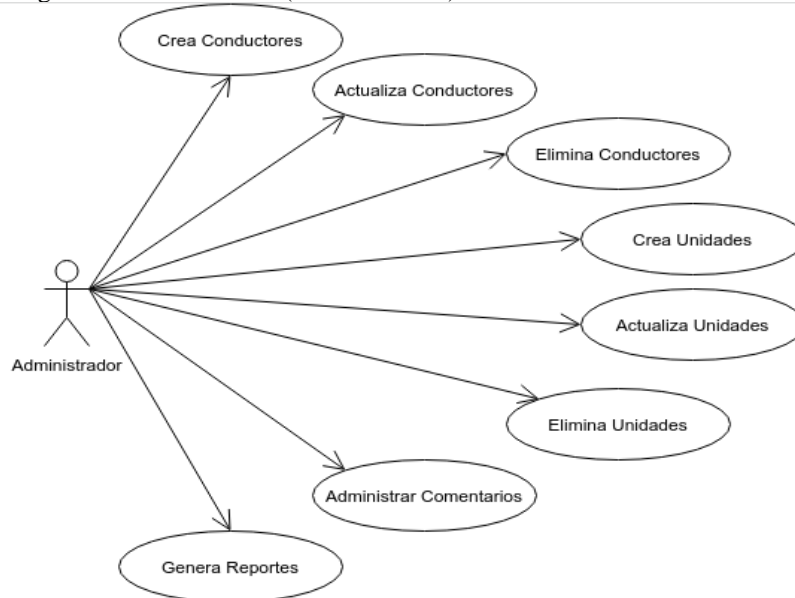 Crea Conductores
Actualiza Conductores
Elimina Conductores
Crea Unidades
Actualiza Unidades
Administrador
Elimina Unidades
Administrar Comentarios
Genera Reportes